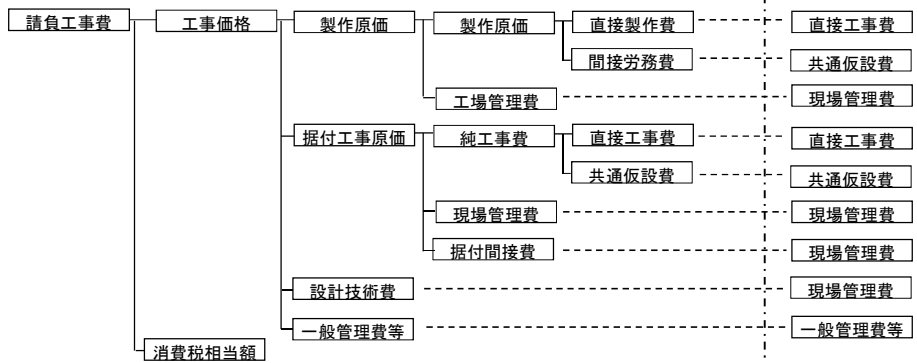 請負工事費 工事価格 製作原価 製作原価 直接製作費 直接工事費
間接労務費 共通仮設費
工場管理費 現場管理費
据付工事原価 純工事費 直接工事費 直接工事費
共通仮設費 共通仮設費
現場管理費 現場管理費
据付間接費 現場管理費
設計技術費 現場管理費
一般管理費等 一般管理費等
消費税相当額